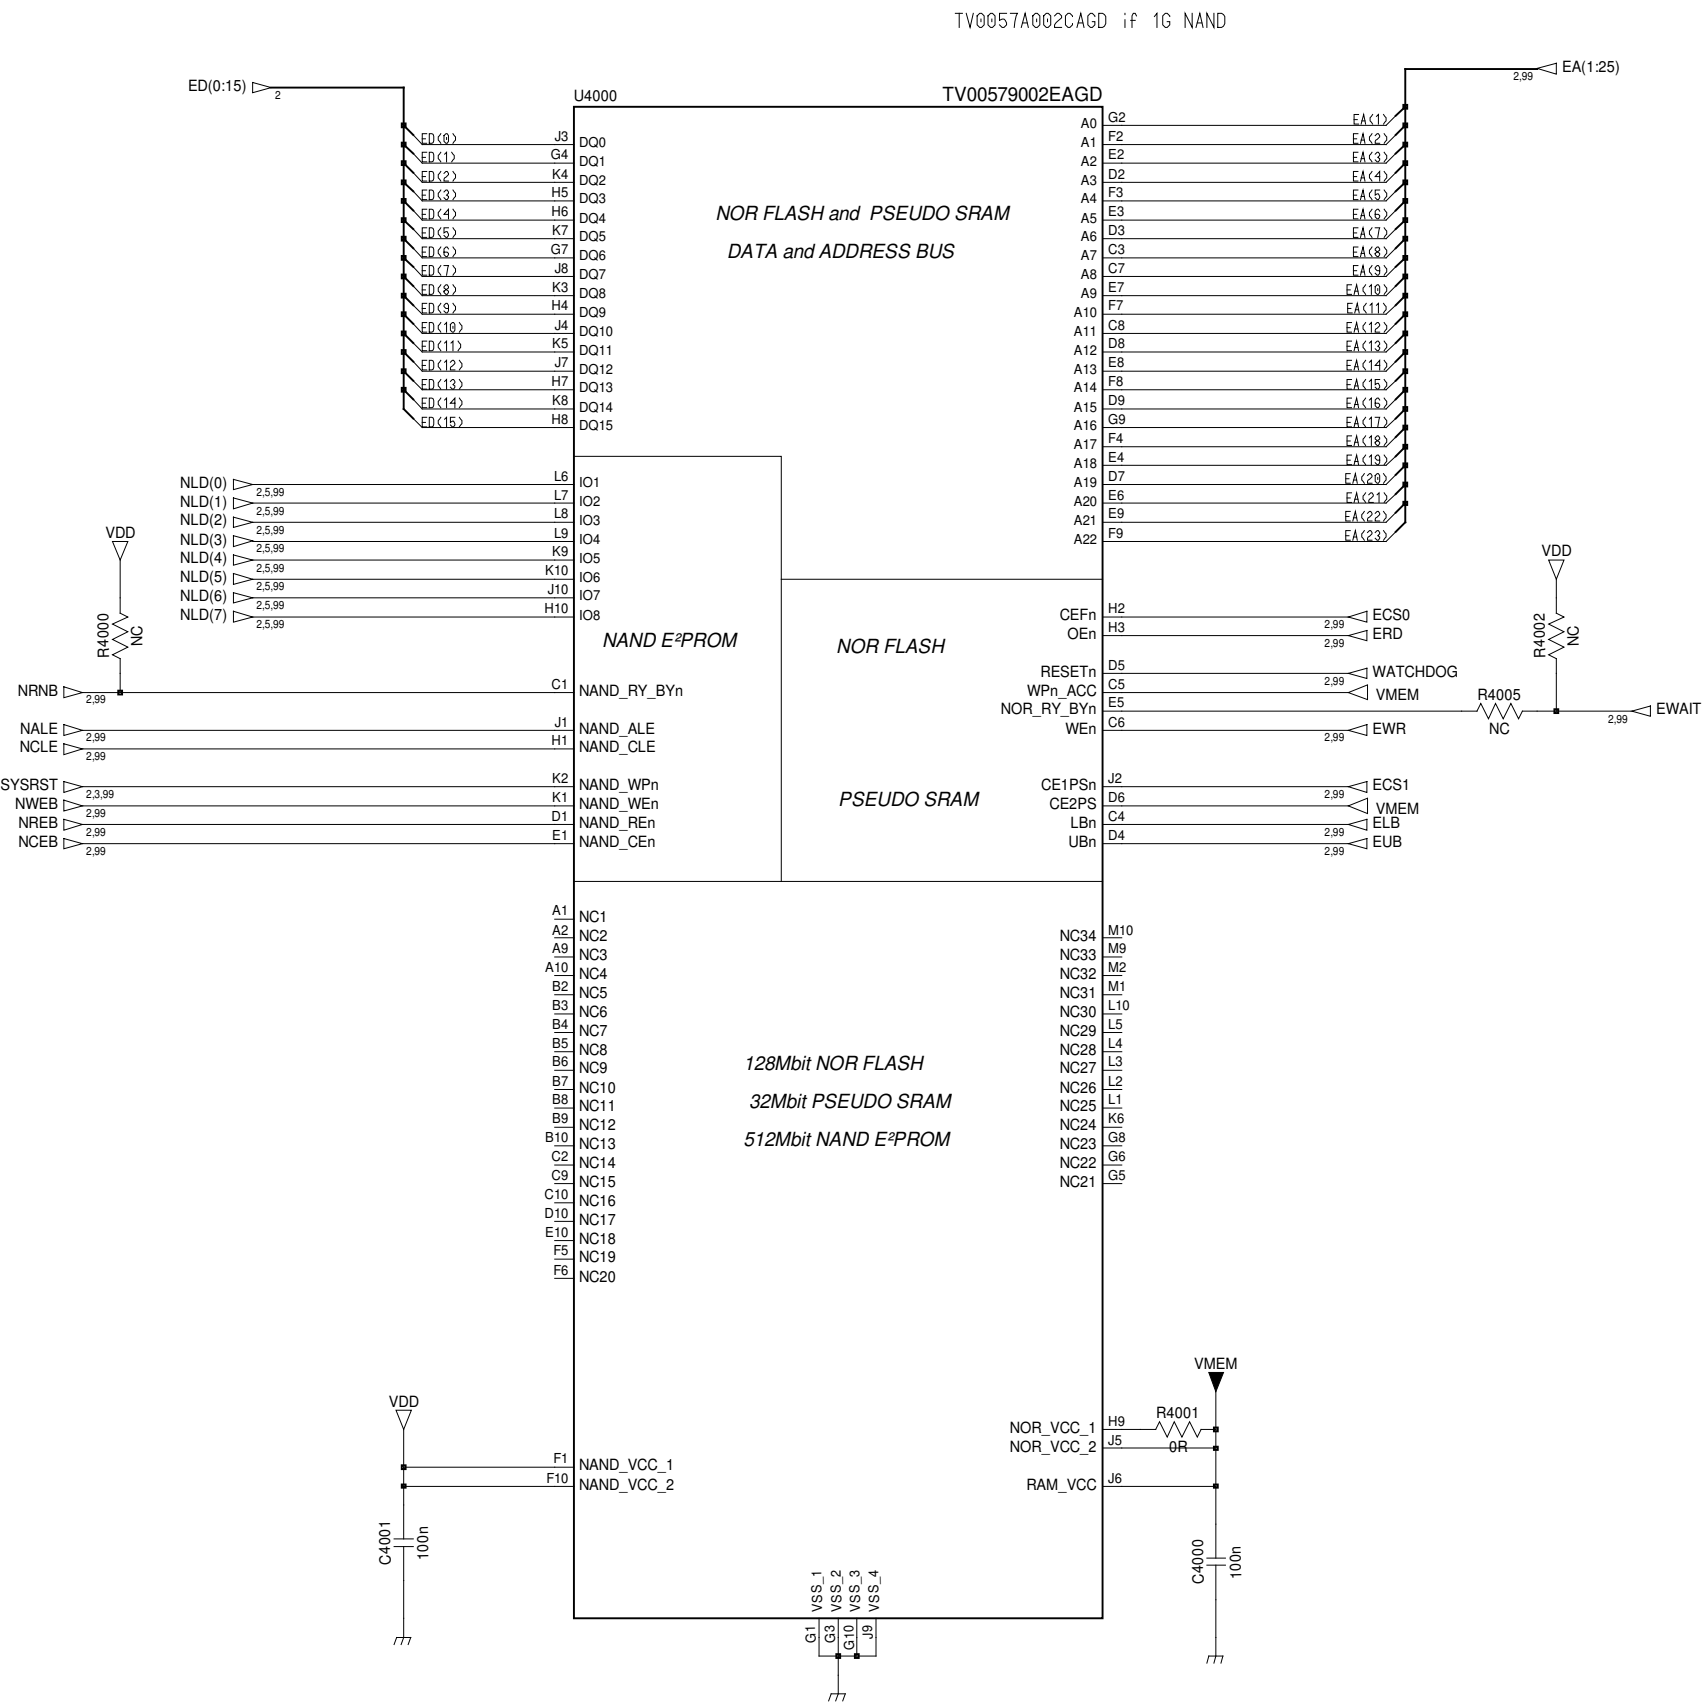 TV0057A002CAGD if 1G NAND
ED(0:15) 2
2,99 EA(1:25)
U4000 TV00579002EAGD
A0 G2 EA(1)
ED(0) J3 DQ0 A1 F2 EA(2)
ED(1) G4 DQ1 A2 E2 EA(3)
ED(2) K4 DQ2 A3 D2 EA(4)
ED(3) H5 DQ3 A4 F3 EA(5)
ED(4) H6 DQ4 NOR FLASH and PSEUDO SRAM A5 E3 EA(6)
ED(5) K7 DQ5 A6 D3 EA(7)
ED(6) G7 DQ6 DATA and ADDRESS BUS A7 C3 EA(8)
ED(7) J8 DQ7 A8 C7 EA(9)
ED(8) K3 DQ8 A9 E7 EA(10)
ED(9) H4 DQ9 A10 F7 EA(11)
ED(10) J4 DQ10 A11 C8 EA(12)
ED(11) K5 DQ11 A12 D8 EA(13)
ED(12) J7 DQ12 A13 E8 EA(14)
ED(13) H7 DQ13 A14 F8 EA(15)
ED(14) K8 DQ14 A15 D9 EA(16)
ED(15) H8 DQ15 A16 G9 EA(17)
A17 F4 EA(18)
A18 E4 EA(19)
NLD(0) 2,5,99 L6 IO1 A19 D7 EA(20)
NLD(1) 2,5,99 L7 IO2 A20 E6 EA(21)
NLD(2) 2,5,99 L8 IO3 A21 E9 EA(22)
NLD(3) 2,5,99 L9 IO4 A22 F9 EA(23)
NLD(4) 2,5,99 K9 IO5
NLD(5) 2,5,99 K10 IO6
NLD(6) 2,5,99 J10 IO7
NLD(7) 2,5,99 H10 IO8
VDD
R4000
NC
VDD
R4002
NC
NAND E²PROM
NOR FLASH
CEFn H2 2,99 ECS0
OEn H3 2,99 ERD
RESETn D5 2,99 WATCHDOG
NRNB 2,99 C1 NAND_RY_BYn WPn_ACC C5 VMEM
NOR_RY_BYn E5 R4005 NC 2,99 EWAIT
NALE 2,99 J1 NAND_ALE WEn C6 2,99 EWR
NCLE 2,99 H1 NAND_CLE
SYSRST 2,3,99 K2 NAND_WPn CE1PSn J2 2,99 ECS1
NWEB 2,99 K1 NAND_WEn PSEUDO SRAM CE2PS D6 VMEM
NREB 2,99 D1 NAND_REn LBn C4 2,99 ELB
NCEB 2,99 E1 NAND_CEn UBn D4 2,99 EUB
A1 NC1
A2 NC2 NC34 M10
A9 NC3 NC33 M9
A10 NC4 NC32 M2
B2 NC5 NC31 M1
B3 NC6 NC30 L10
B4 NC7 NC29 L5
B5 NC8 NC28 L4
B6 NC9 128Mbit NOR FLASH NC27 L3
B7 NC10 NC26 L2
B8 NC11 32Mbit PSEUDO SRAM NC25 L1
B9 NC12 NC24 K6
B10 NC13 512Mbit NAND E²PROM NC23 G8
C2 NC14 NC22 G6
C9 NC15 NC21 G5
C10 NC16
D10 NC17
E10 NC18
F5 NC19
F6 NC20
VMEM
VDD
NOR_VCC_1 H9 R4001 0R
NOR_VCC_2 J5
F1 NAND_VCC_1
F10 NAND_VCC_2 RAM_VCC J6
C4001
100n
C4000
100n
VSS_1 VSS_2 VSS_3 VSS_4
G1 G3 G10 J9